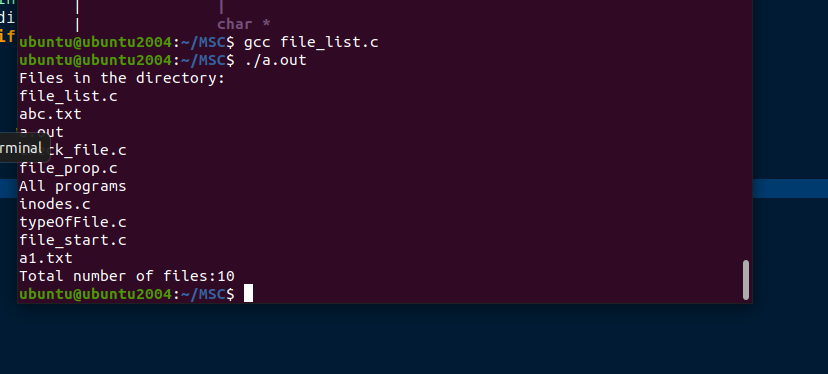 di
|    |
|    char *
if
ubuntu@ubuntu2004:~/MSC$ gcc file_list.c
ubuntu@ubuntu2004:~/MSC$ ./a.out
Files in the directory:
file_list.c
abc.txt
a.out
rminal
ck_file.c
file_prop.c
All programs
inodes.c
typeOfFile.c
file_start.c
a1.txt
Total number of files:10
ubuntu@ubuntu2004:~/MSC$